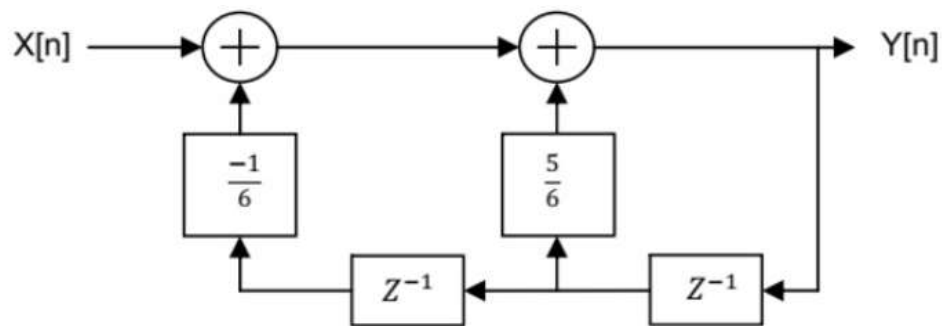 X[n] + + Y[n]
-1/6 5/6
Z⁻¹ Z⁻¹